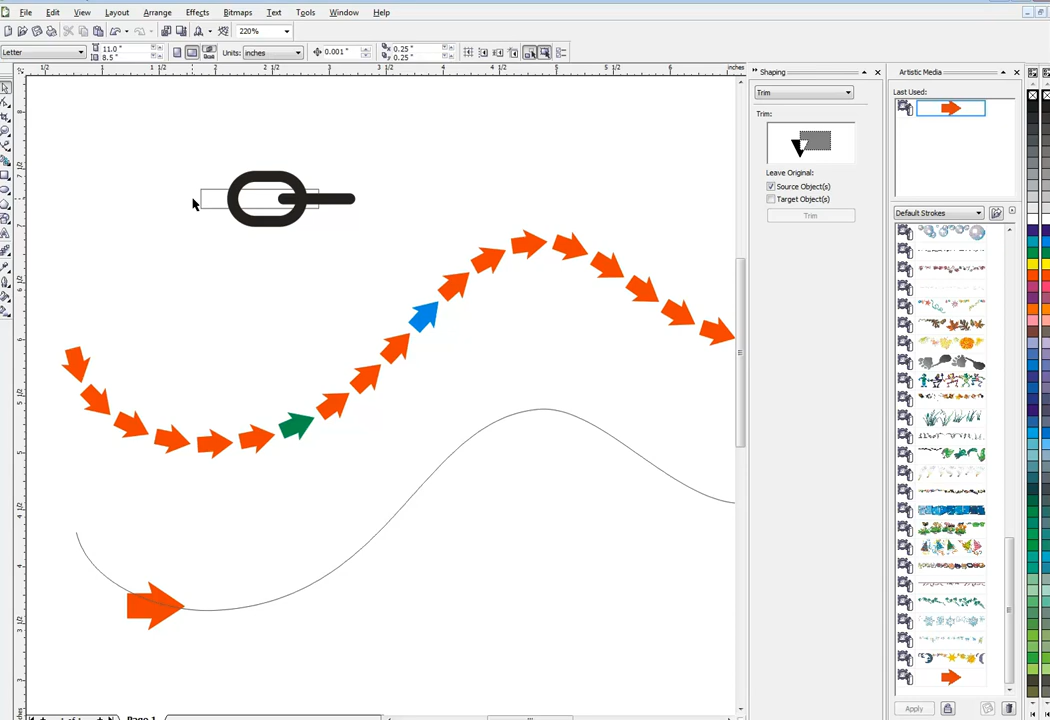 File Edit View Layout Arrange Effects Bitmaps Text Tools Window Help
220%
Letter 11.0 " 8.5 " Units: inches 0.001 " 0.25 " 0.25 "
inches
Shaping
Trim
Trim:
Leave Original:
Source Object(s)
Target Object(s)
Trim
Artistic Media
Last Used:
Default Strokes
Apply
Page 1